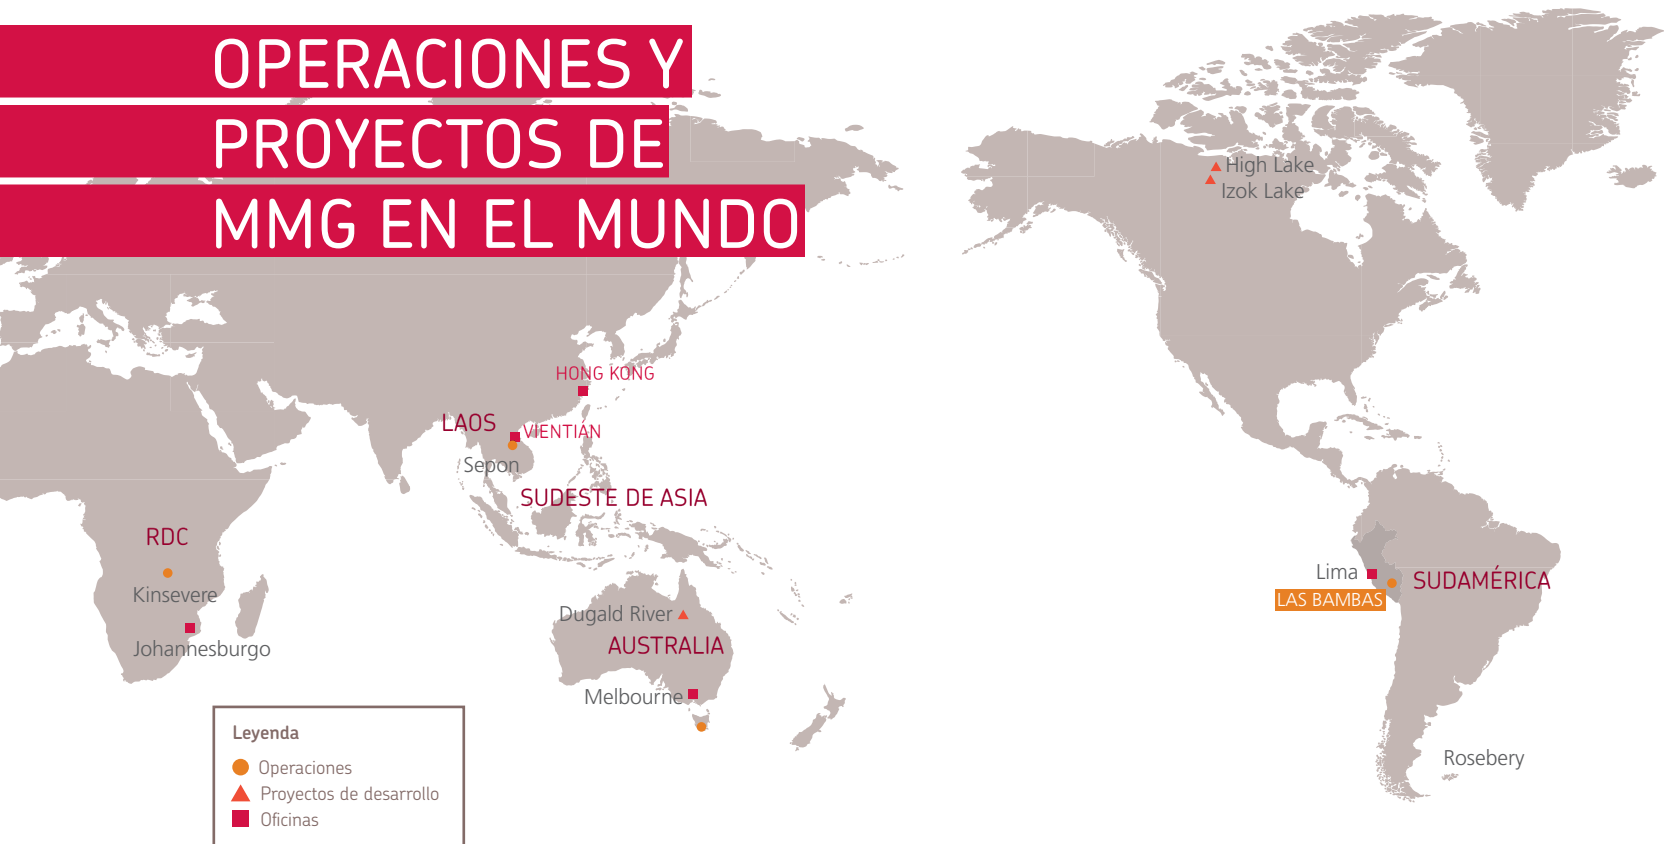 OPERACIONES Y
PROYECTOS DE
MMG EN EL MUNDO
High Lake
Izok Lake
HONG KONG
LAOS
VIENTIÁN
Sepon
SUDESTE DE ASIA
RDC
Kinsevere
Johannesburgo
Lima
SUDAMÉRICA
LAS BAMBAS
Dugald River
AUSTRALIA
Melbourne
Rosebery
Leyenda
Operaciones
Proyectos de desarrollo
Oficinas